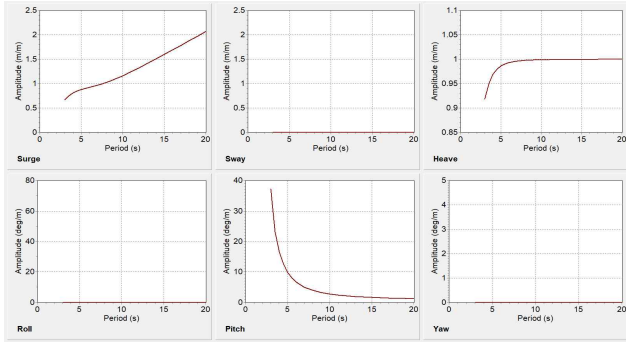 2.5
2
1.5
1
0.5
0
Amplitude (m/m)
0 5 10 15 20
Period (s)
Surge
2.5
2
1.5
1
0.5
0
Amplitude (m/m)
0 5 10 15 20
Period (s)
Sway
1.1
1.05
1
0.95
0.9
0.85
Amplitude (m/m)
0 5 10 15 20
Period (s)
Heave
80
60
40
20
0
Amplitude (deg/m)
0 5 10 15 20
Period (s)
Roll
40
30
20
10
0
Amplitude (deg/m)
0 5 10 15 20
Period (s)
Pitch
5
4
3
2
1
0
Amplitude (deg/m)
0 5 10 15 20
Period (s)
Yaw